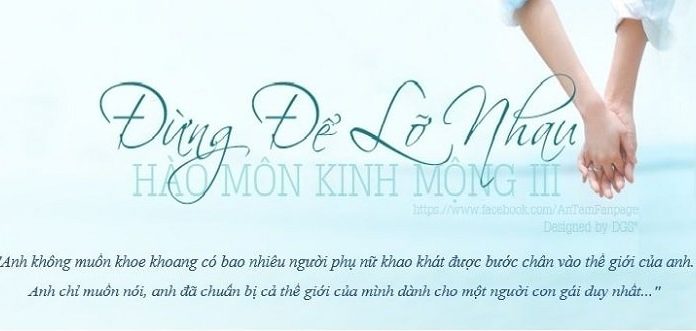 Đừng Để Lỡ Nhau
HÀO MÔN KINH MỘNG III
https://www.facebook.com/AnTamFanpage
Designed by DGS*
"Anh không muốn khoe khoang có bao nhiêu người phụ nữ khao khát được bước chân vào thế giới của anh.
Anh chỉ muốn nói, anh đã chuẩn bị cả thế giới của mình dành cho một người con gái duy nhất..."